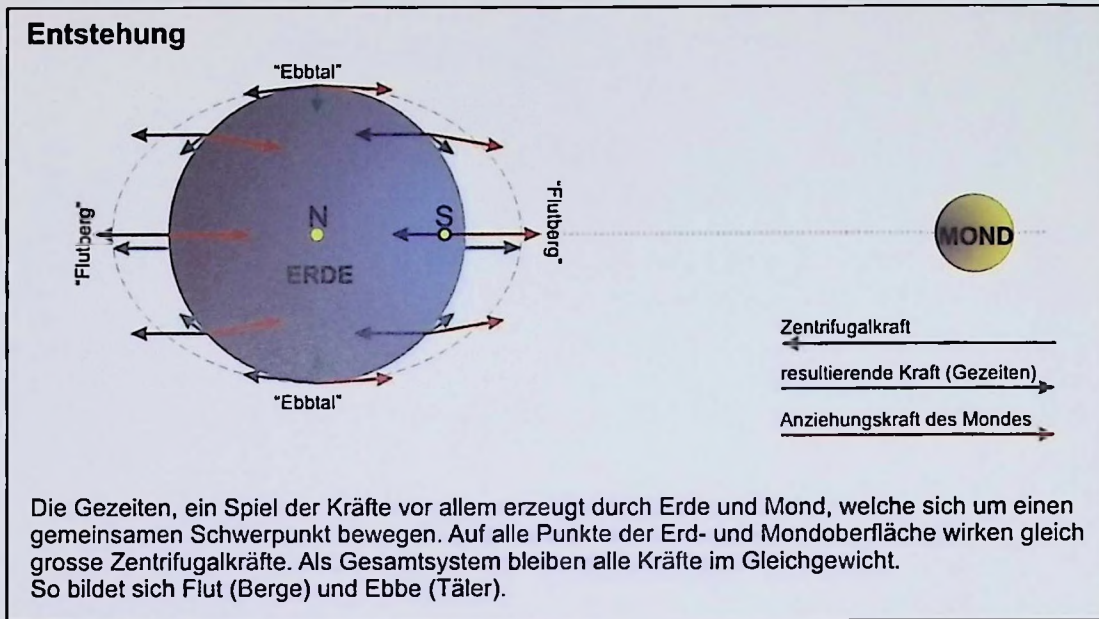 Entstehung
"Ebbtal"
"Flutberg"
N
S
ERDE
"Flutberg"
MOND
"Ebbtal"
Zentrifugalkraft
resultierende Kraft (Gezeiten)
Anziehungskraft des Mondes
Die Gezeiten, ein Spiel der Kräfte vor allem erzeugt durch Erde und Mond, welche sich um einen
gemeinsamen Schwerpunkt bewegen. Auf alle Punkte der Erd- und Mondoberfläche wirken gleich
grosse Zentrifugalkräfte. Als Gesamtsystem bleiben alle Kräfte im Gleichgewicht.
So bildet sich Flut (Berge) und Ebbe (Täler).